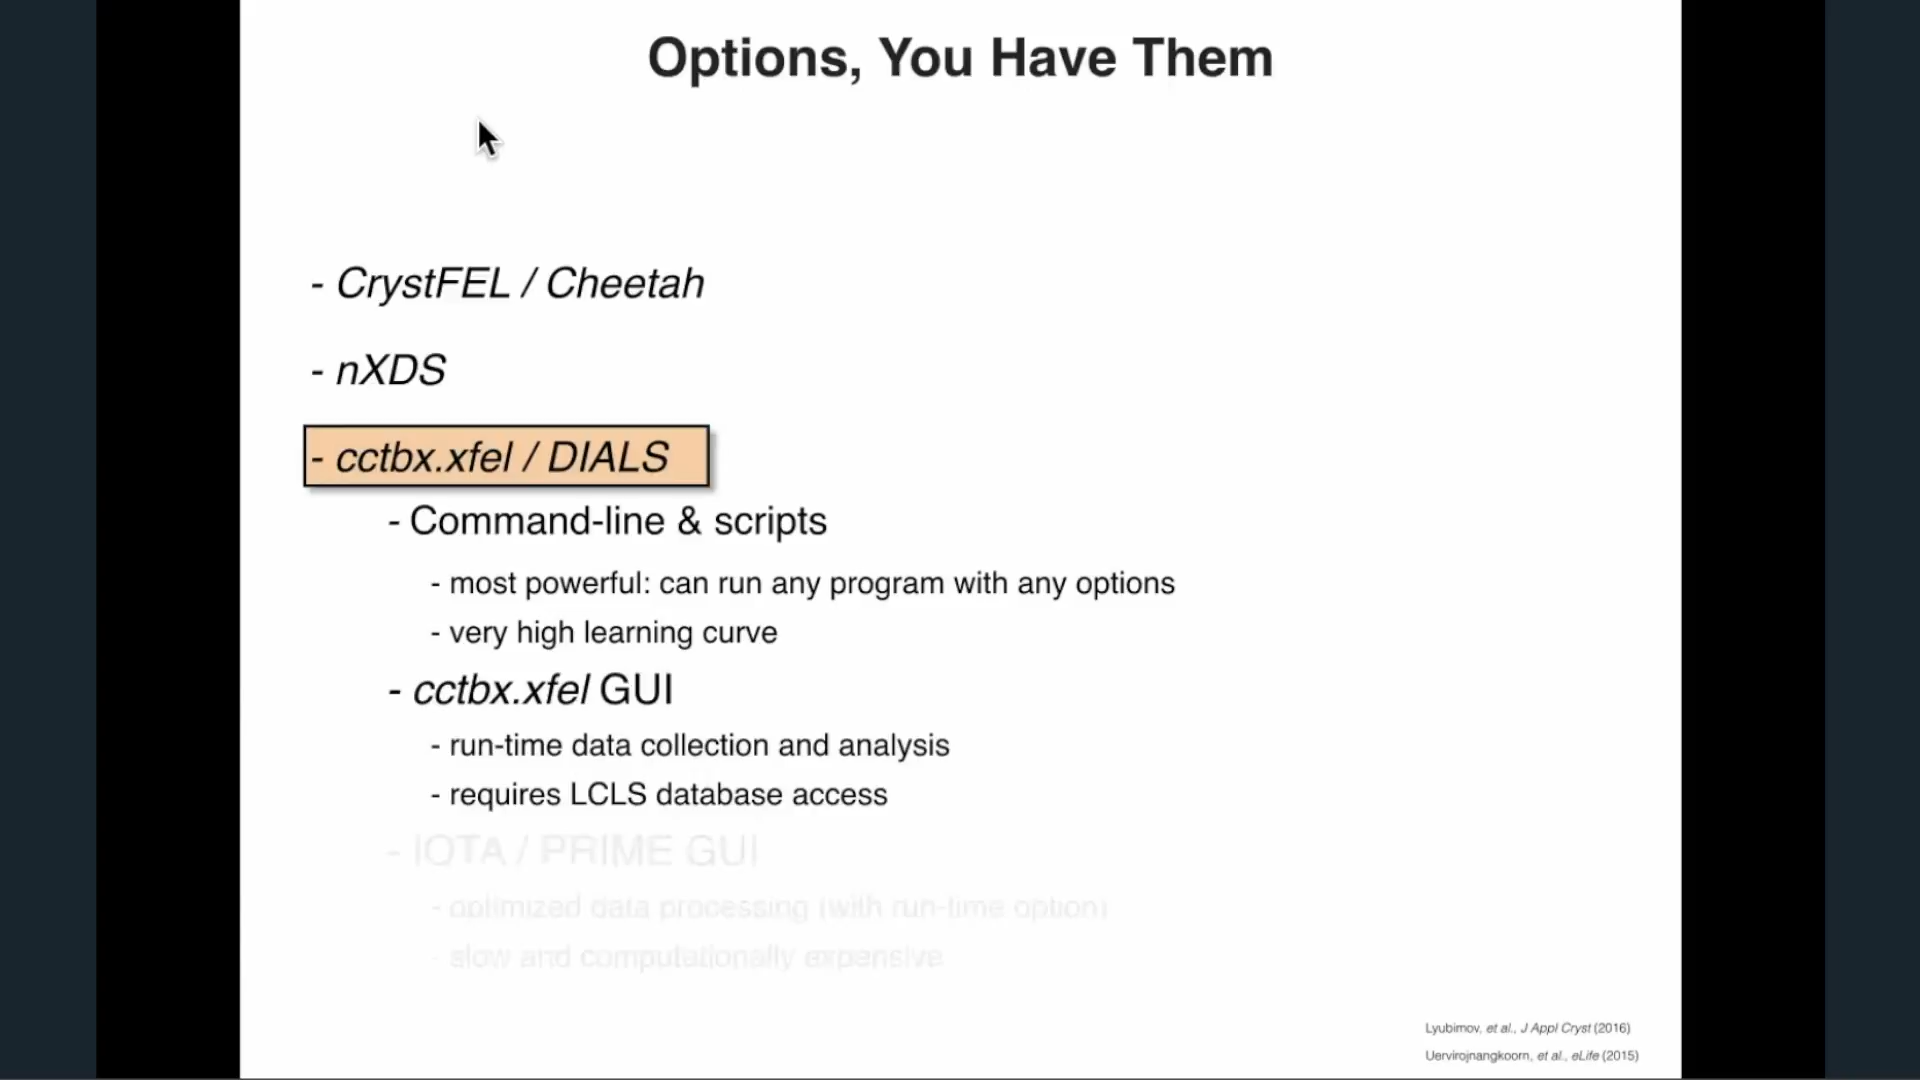 Options, You Have Them
- CrystFEL / Cheetah
- nXDS
- cctbx.xfel / DIALS
- Command-line & scripts
- most powerful: can run any program with any options
- very high learning curve
- cctbx.xfel GUI
- run-time data collection and analysis
- requires LCLS database access
- IOTA / PRIME GUI
- optimized data processing (with run-time option)
- slow and computationally expensive
Lyubimov, et al., J Appl Cryst (2016)
Uervirojnangkoorn, et al., eLife (2015)